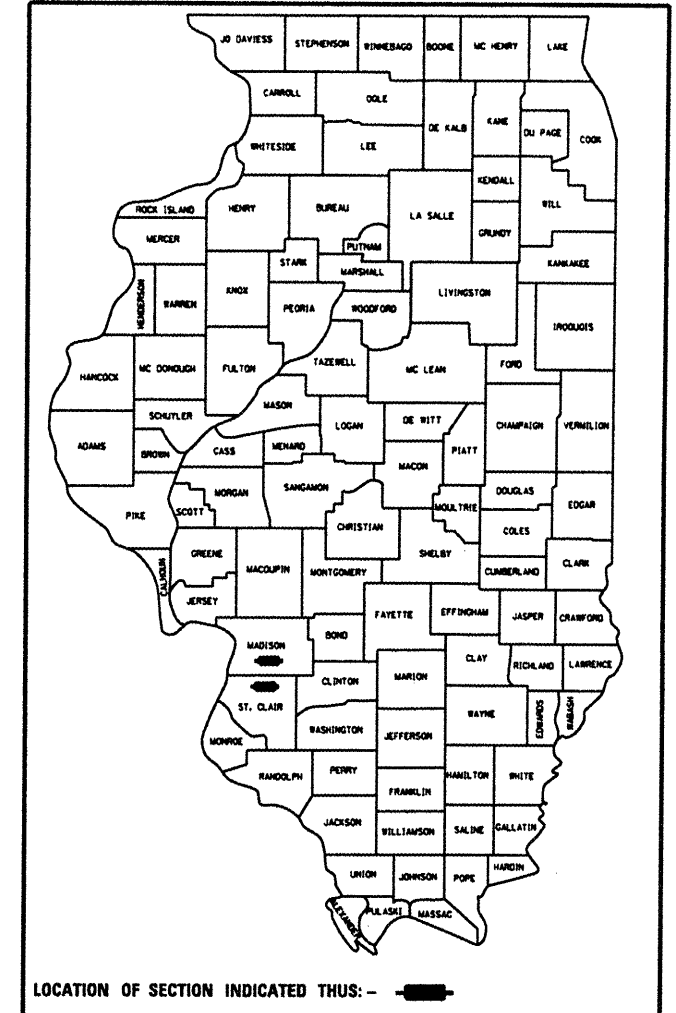 JO DAVIESS STEPHENSON WINNEBAGO BOONE MC HENRY LAKE
CARROLL OGLE DE KALB KANE DU PAGE COOK
WHITESIDE LEE
KENDALL
ROCK ISLAND HENRY BUREAU LA SALLE WILL
GRUNDY
MERCER PUTNAM
STARK MARSHALL KANKAKEE
HENDERSON WARREN KNOX PEORIA WOODFORD LIVINGSTON
IROQUOIS
HANCOCK MC DONOUGH FULTON TAZEWELL MC LEAN FORD
SCHUYLER MASON
LOGAN DE WITT CHAMPAIGN VERMILION
ADAMS BROWN CASS MENARD PIATT
MACON
PIKE SCOTT MORGAN SANGAMON MOULTRIE DOUGLAS EDGAR
CHRISTIAN COLES
GREENE MACOUPIN MONTGOMERY SHELBY CUMBERLAND CLARK
CALHOUN
JERSEY
FAYETTE EFFINGHAM JASPER CRAWFORD
MADISON BOND
CLAY RICHLAND LAWRENCE
CLINTON MARION
ST. CLAIR WAYNE EDWARDS WABASH
WASHINGTON JEFFERSON
MONROE
RANDOLPH PERRY HAMILTON WHITE
FRANKLIN
JACKSON WILLIAMSON SALINE GALLATIN
UNION JOHNSON POPE HARDIN
ALEXANDER PULASKI MASSAC
LOCATION OF SECTION INDICATED THUS: –